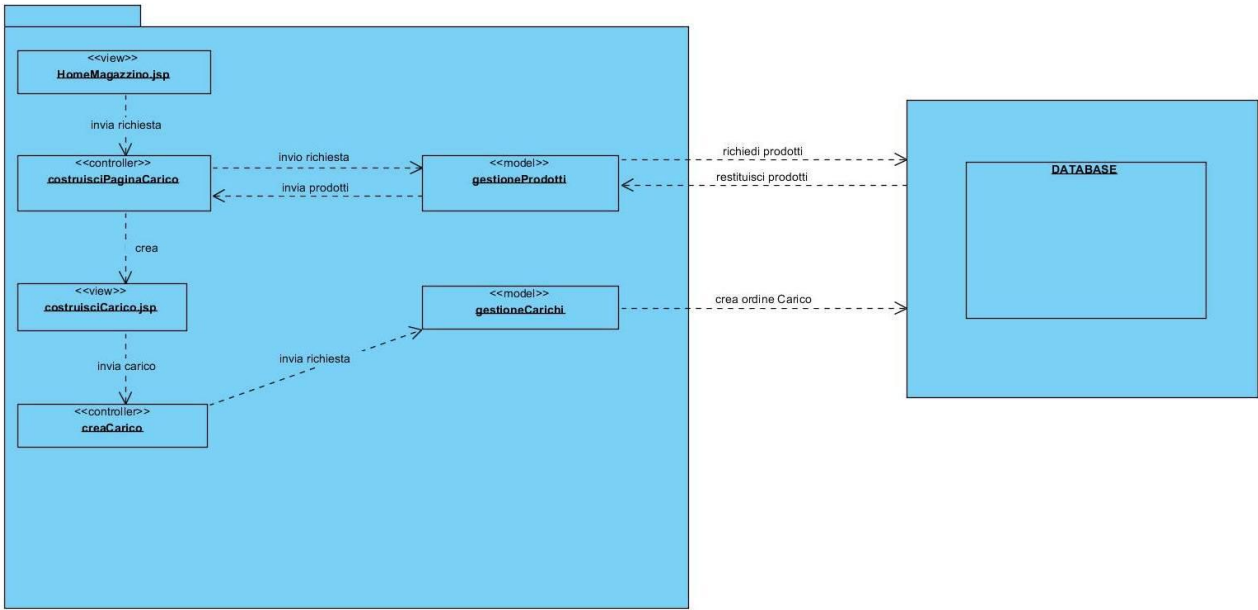 <<view>>
HomeMagazzino.jsp
invia richiesta
<<controller>>
costruisciPaginaCarico
invio richiesta
invia prodotti
<<model>>
gestioneProdotti
richiedi prodotti
restituisci prodotti
DATABASE
crea
<<view>>
costruisciCarico.jsp
<<model>>
gestioneCarichi
crea ordine Carico
invia carico
invia richiesta
<<controller>>
creaCarico